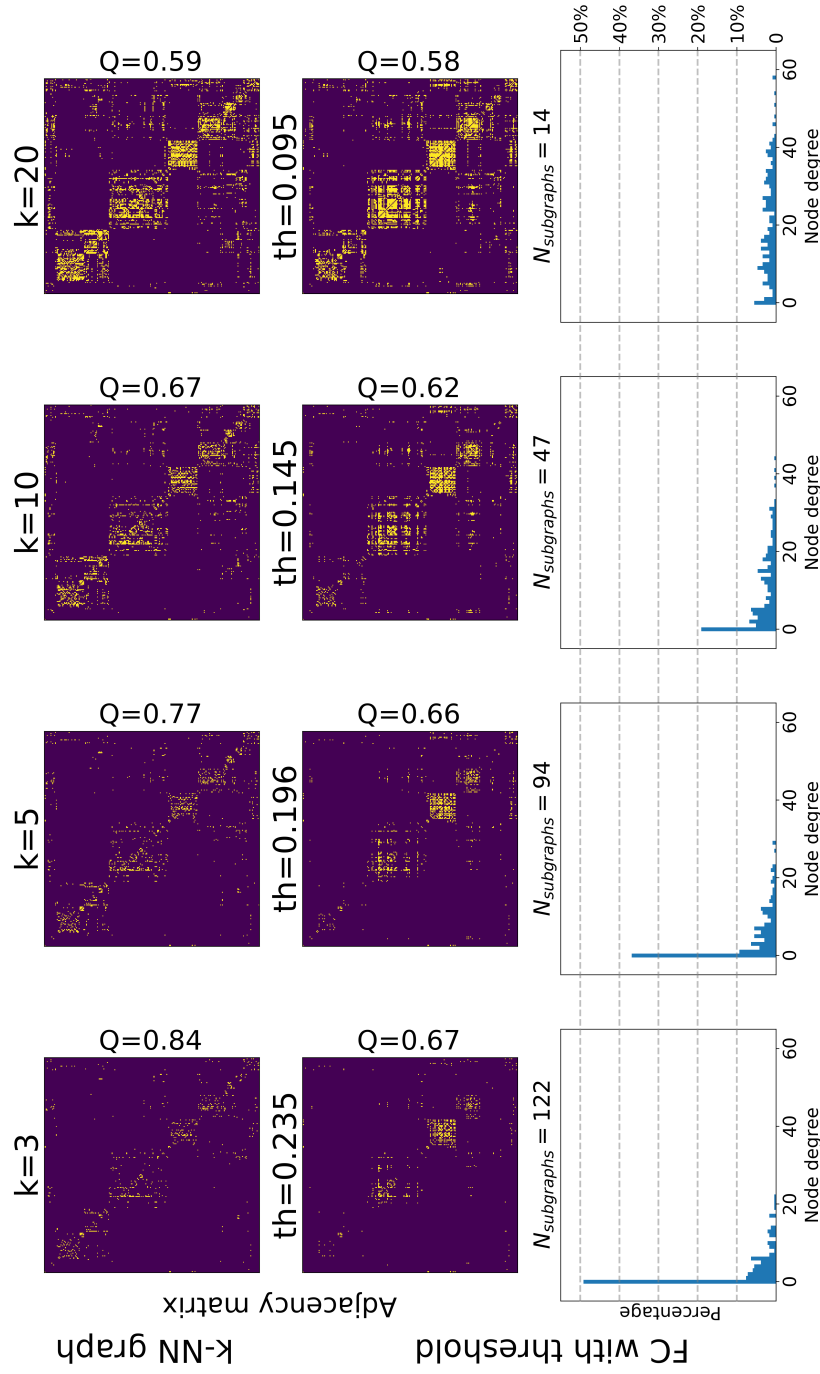 k-NN graph
Adjacency matrix
k=3
k=5
k=10
k=20
Q=0.84
Q=0.77
Q=0.67
Q=0.59
FC with threshold
th=0.235
th=0.196
th=0.145
th=0.095
Q=0.67
Q=0.66
Q=0.62
Q=0.58
Percentage
N_subgraphs = 122
N_subgraphs = 94
N_subgraphs = 47
N_subgraphs = 14
50%
40%
30%
20%
10%
0
0 20 40 60
0 20 40 60
0 20 40 60
0 20 40 60
Node degree
Node degree
Node degree
Node degree